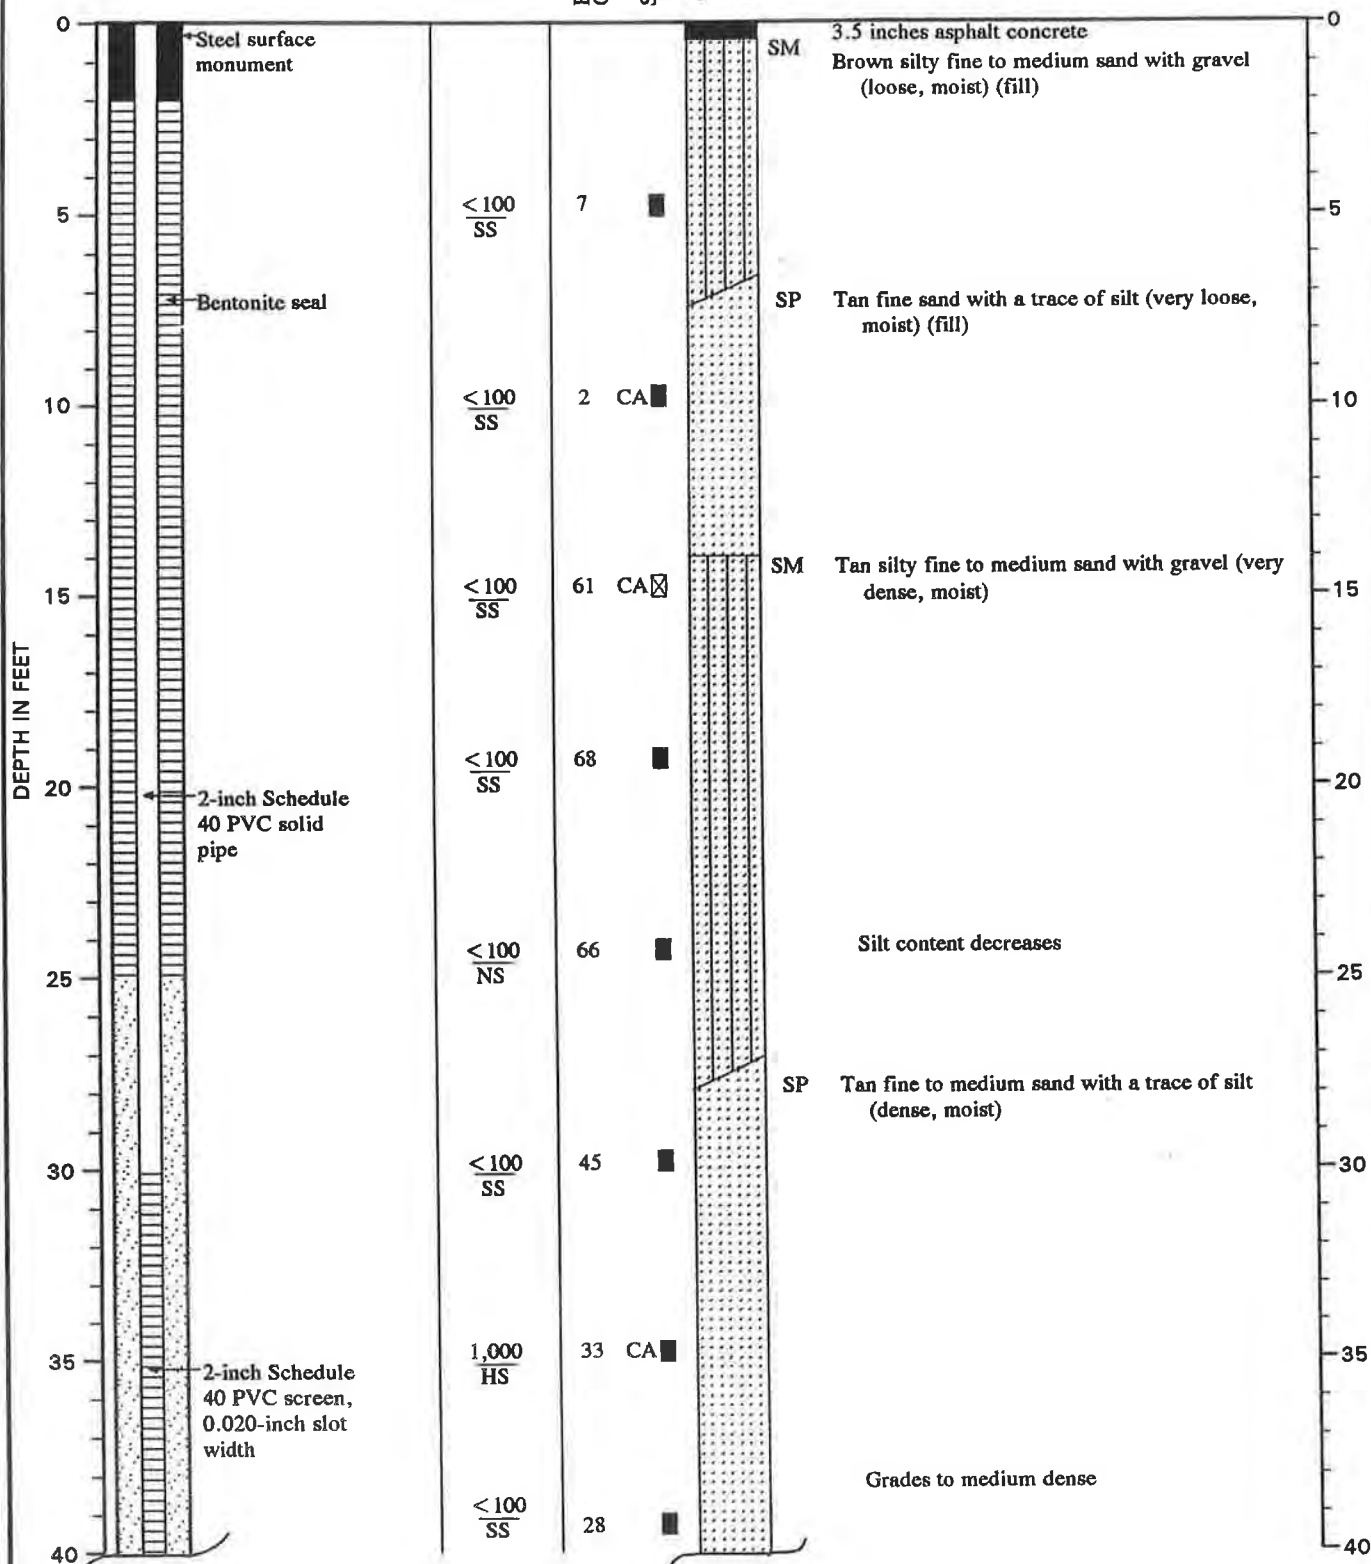 0
Steel surface
monument
SM
3.5 inches asphalt concrete
Brown silty fine to medium sand with gravel
(loose, moist) (fill)
0
5
<100
SS
7
5
Bentonite seal
SP
Tan fine sand with a trace of silt (very loose,
moist) (fill)
10
<100
SS
2
CA
10
15
<100
SS
61
CA
SM
Tan silty fine to medium sand with gravel (very
dense, moist)
15
DEPTH IN FEET
20
2-inch Schedule
40 PVC solid
pipe
<100
SS
68
20
25
<100
NS
66
Silt content decreases
25
SP
Tan fine to medium sand with a trace of silt
(dense, moist)
30
<100
SS
45
30
35
2-inch Schedule
40 PVC screen,
0.020-inch slot
width
1,000
HS
33
CA
35
Grades to medium dense
40
<100
SS
28
40